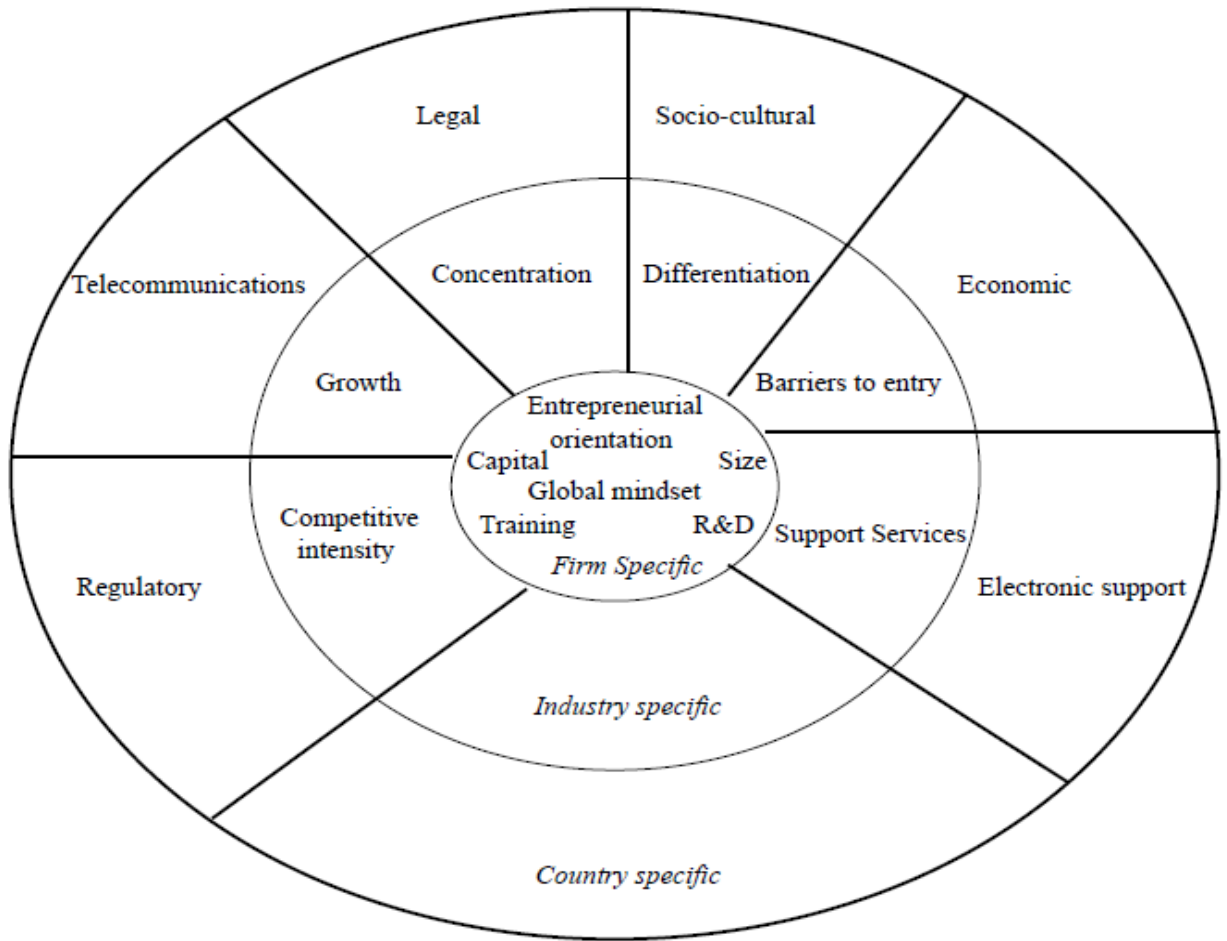 Legal
Socio-cultural
Telecommunications
Concentration
Differentiation
Economic
Growth
Barriers to entry
Entrepreneurial
orientation
Capital
Size
Global mindset
Competitive
intensity
Training
R&D
Support Services
Firm Specific
Regulatory
Electronic support
Industry specific
Country specific